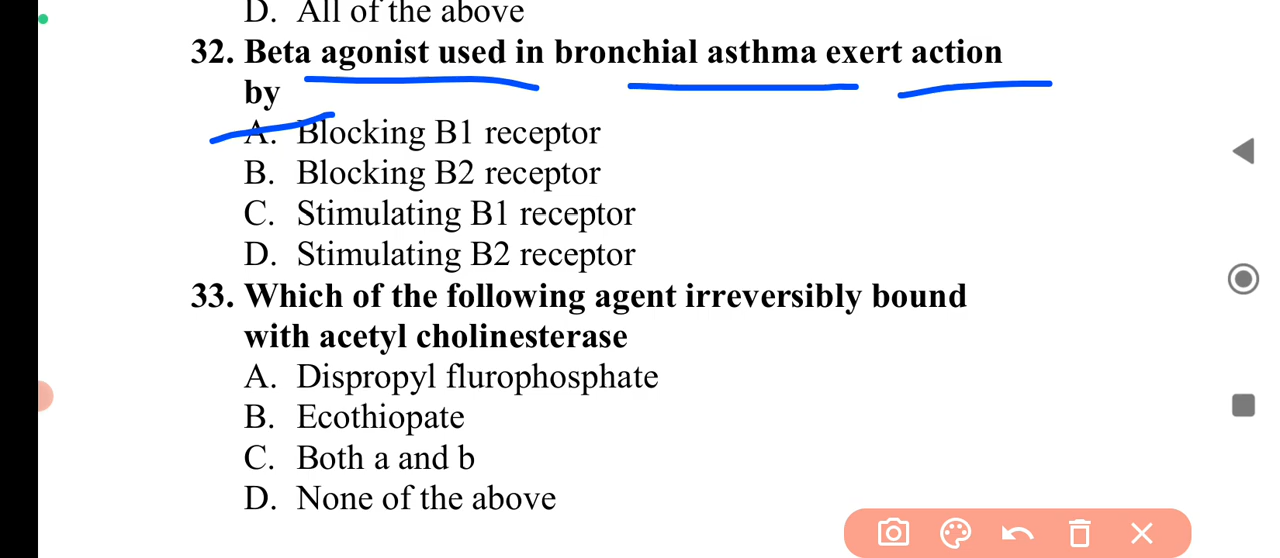 D. All of the above
32. Beta agonist used in bronchial asthma exert action
by
A. Blocking B1 receptor
B. Blocking B2 receptor
C. Stimulating B1 receptor
D. Stimulating B2 receptor
33. Which of the following agent irreversibly bound
with acetyl cholinesterase
A. Dispropyl flurophosphate
B. Ecothiopate
C. Both a and b
D. None of the above